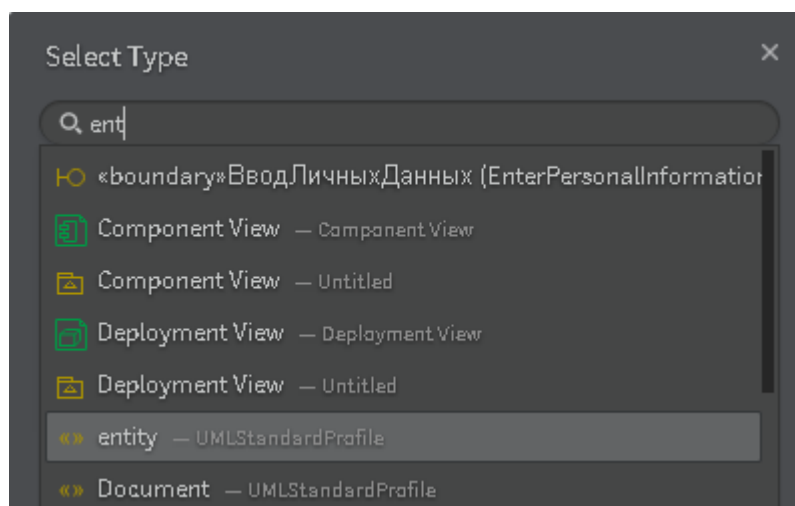 Select Type
ent
«boundary»ВводЛичныхДанных (EnterPersonalInformation
Component View — Component View
Component View — Untitled
Deployment View — Deployment View
Deployment View — Untitled
«» entity — UMLStandardProfile
«» Document — UMLStandardProfile